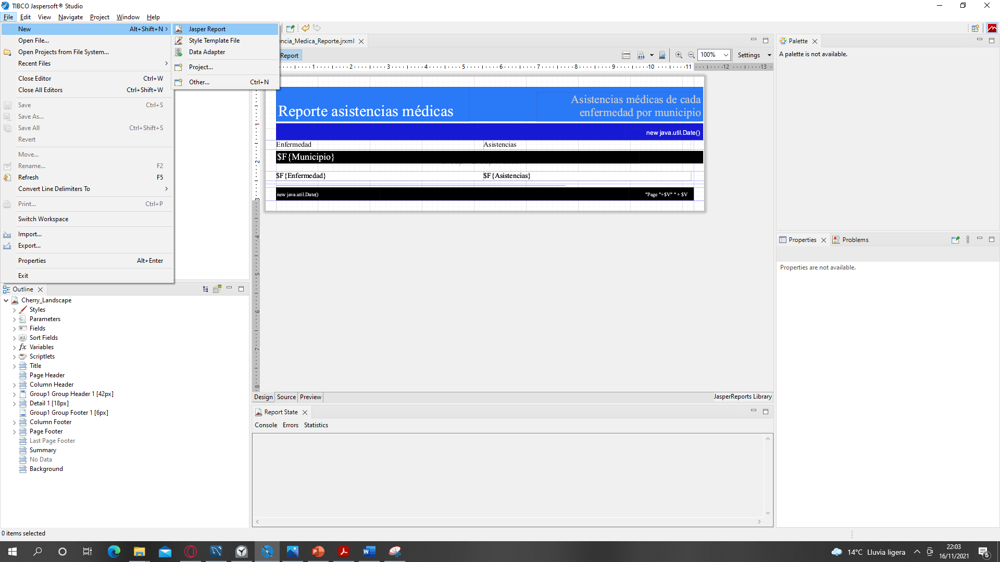 TIBCO Jaspersoft® Studio
File Edit View Navigate Project Window Help
New Alt+Shift+N
Open File...
Open Projects from File System...
Recent Files
Close Editor Ctrl+W
Close All Editors Ctrl+Shift+W
Save Ctrl+S
Save As...
Save All Ctrl+Shift+S
Revert
Move...
Rename... F2
Refresh F5
Convert Line Delimiters To
Print... Ctrl+P
Switch Workspace
Import...
Export...
Properties Alt+Enter
Exit
Jasper Report
Style Template File
Data Adapter
Project...
Other... Ctrl+N
encia_Medica_Reporte.jrxml
Report
100% Settings
1 2 3 4 5 6 7 8 9 10 11 12 13
Reporte asistencias médicas
Asistencias médicas de cada
enfermedad por municipio
new java.util.Date()
Enfermedad Asistencias
$F{Municipio}
$F{Enfermedad} $F{Asistencias}
new java.util.Date() "Page "+$V" " + $V
1
2
3
4
5
6
7
8
Design Source Preview JasperReports Library
Report State
Console Errors Statistics
Palette
A palette is not available.
Properties Problems
Properties are not available.
Outline
Cherry_Landscape
Styles
Parameters
Fields
Sort Fields
Variables
Scriptlets
Title
Page Header
Column Header
Group1 Group Header 1 [42px]
Detail 1 [18px]
Group1 Group Footer 1 [6px]
Column Footer
Page Footer
Last Page Footer
Summary
No Data
Background
0 items selected
14°C Lluvia ligera
22:03
16/11/2021
6